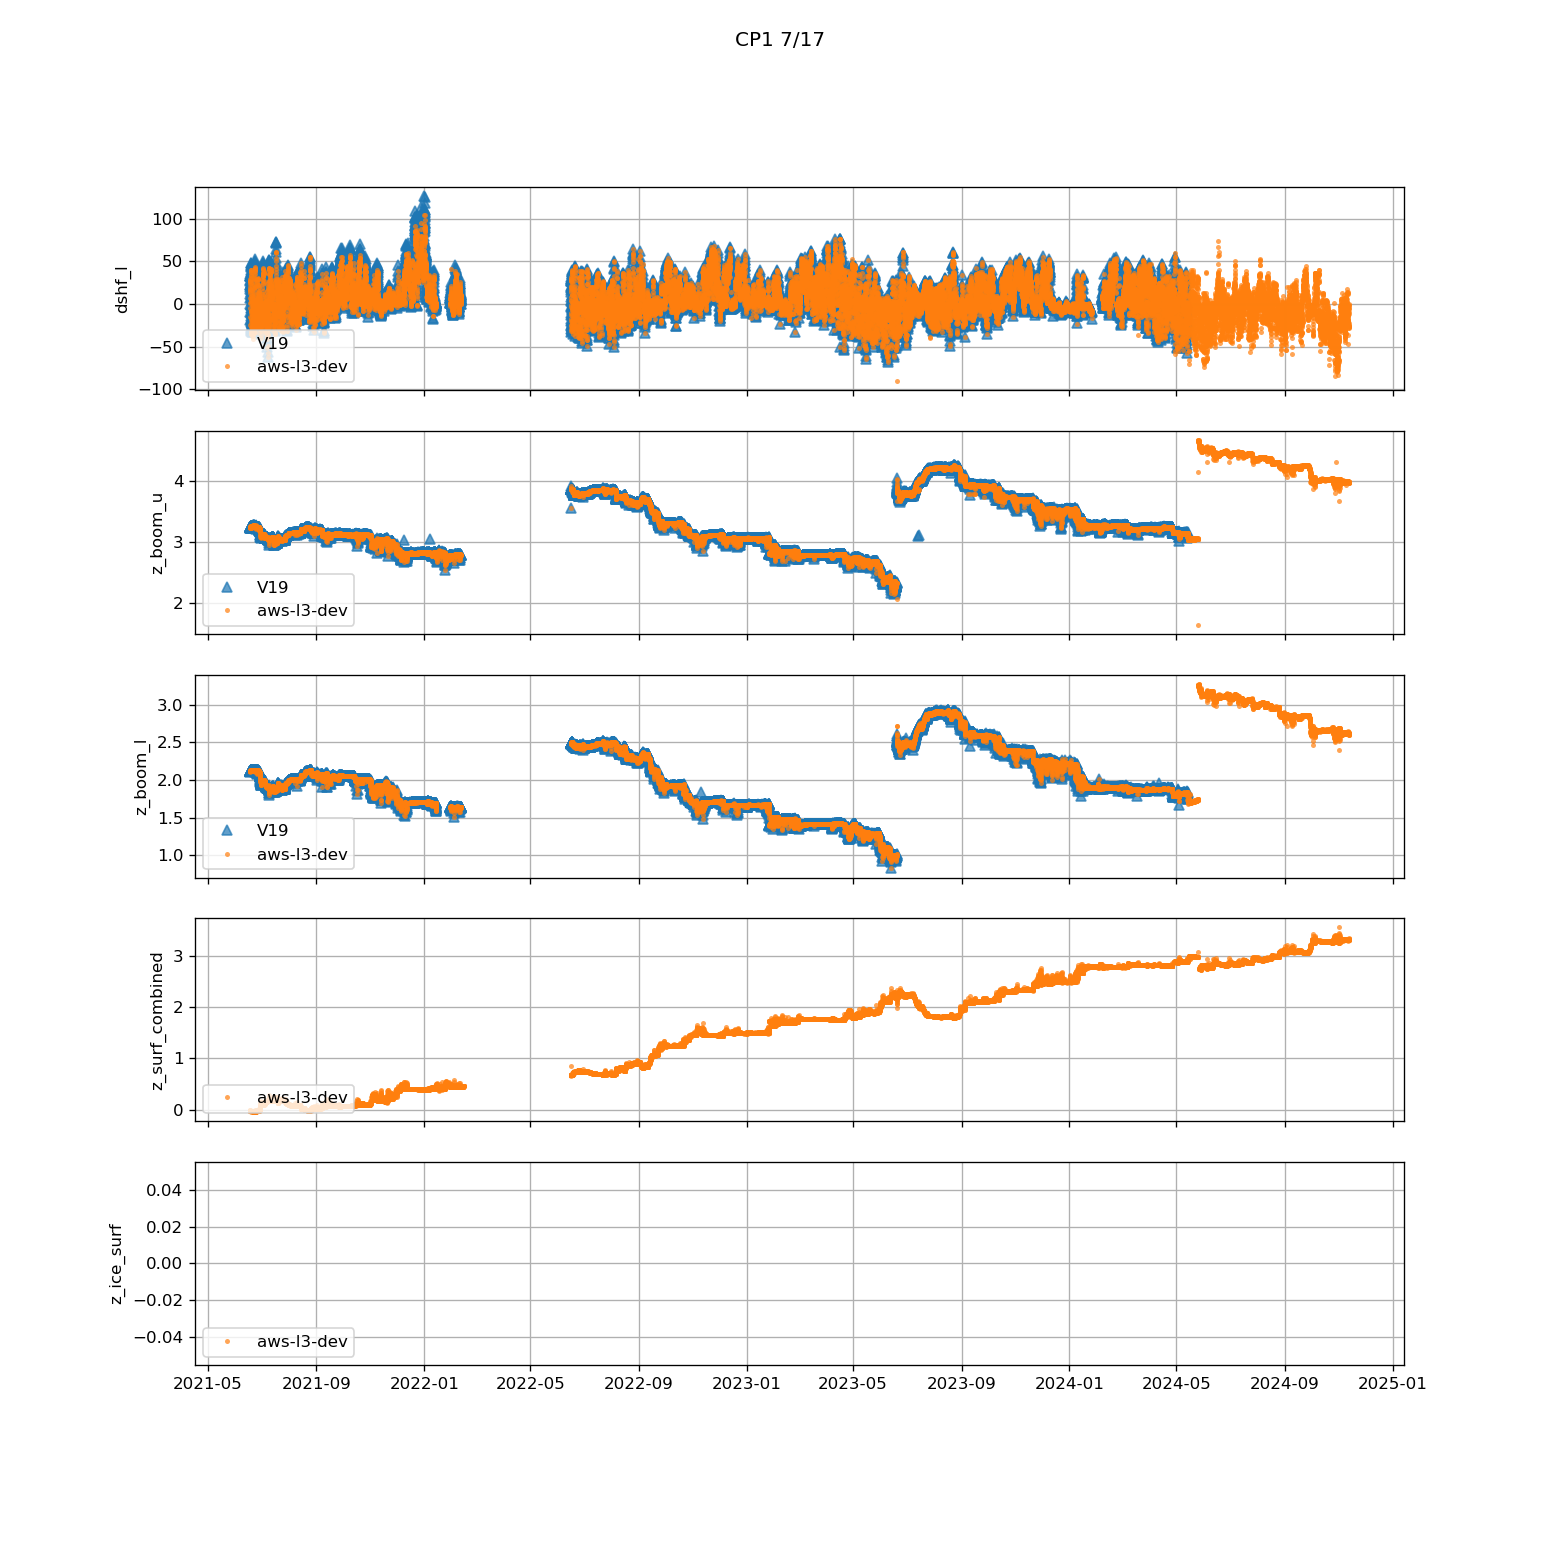 CP1 7/17
dshf_l
100
50
0
−50
−100
V19
aws-l3-dev
z_boom_u
4
3
2
V19
aws-l3-dev
z_boom_l
3.0
2.5
2.0
1.5
1.0
V19
aws-l3-dev
z_surf_combined
3
2
1
0
aws-l3-dev
z_ice_surf
0.04
0.02
0.00
−0.02
−0.04
aws-l3-dev
2021-05 2021-09 2022-01 2022-05 2022-09 2023-01 2023-05 2023-09 2024-01 2024-05 2024-09 2025-01